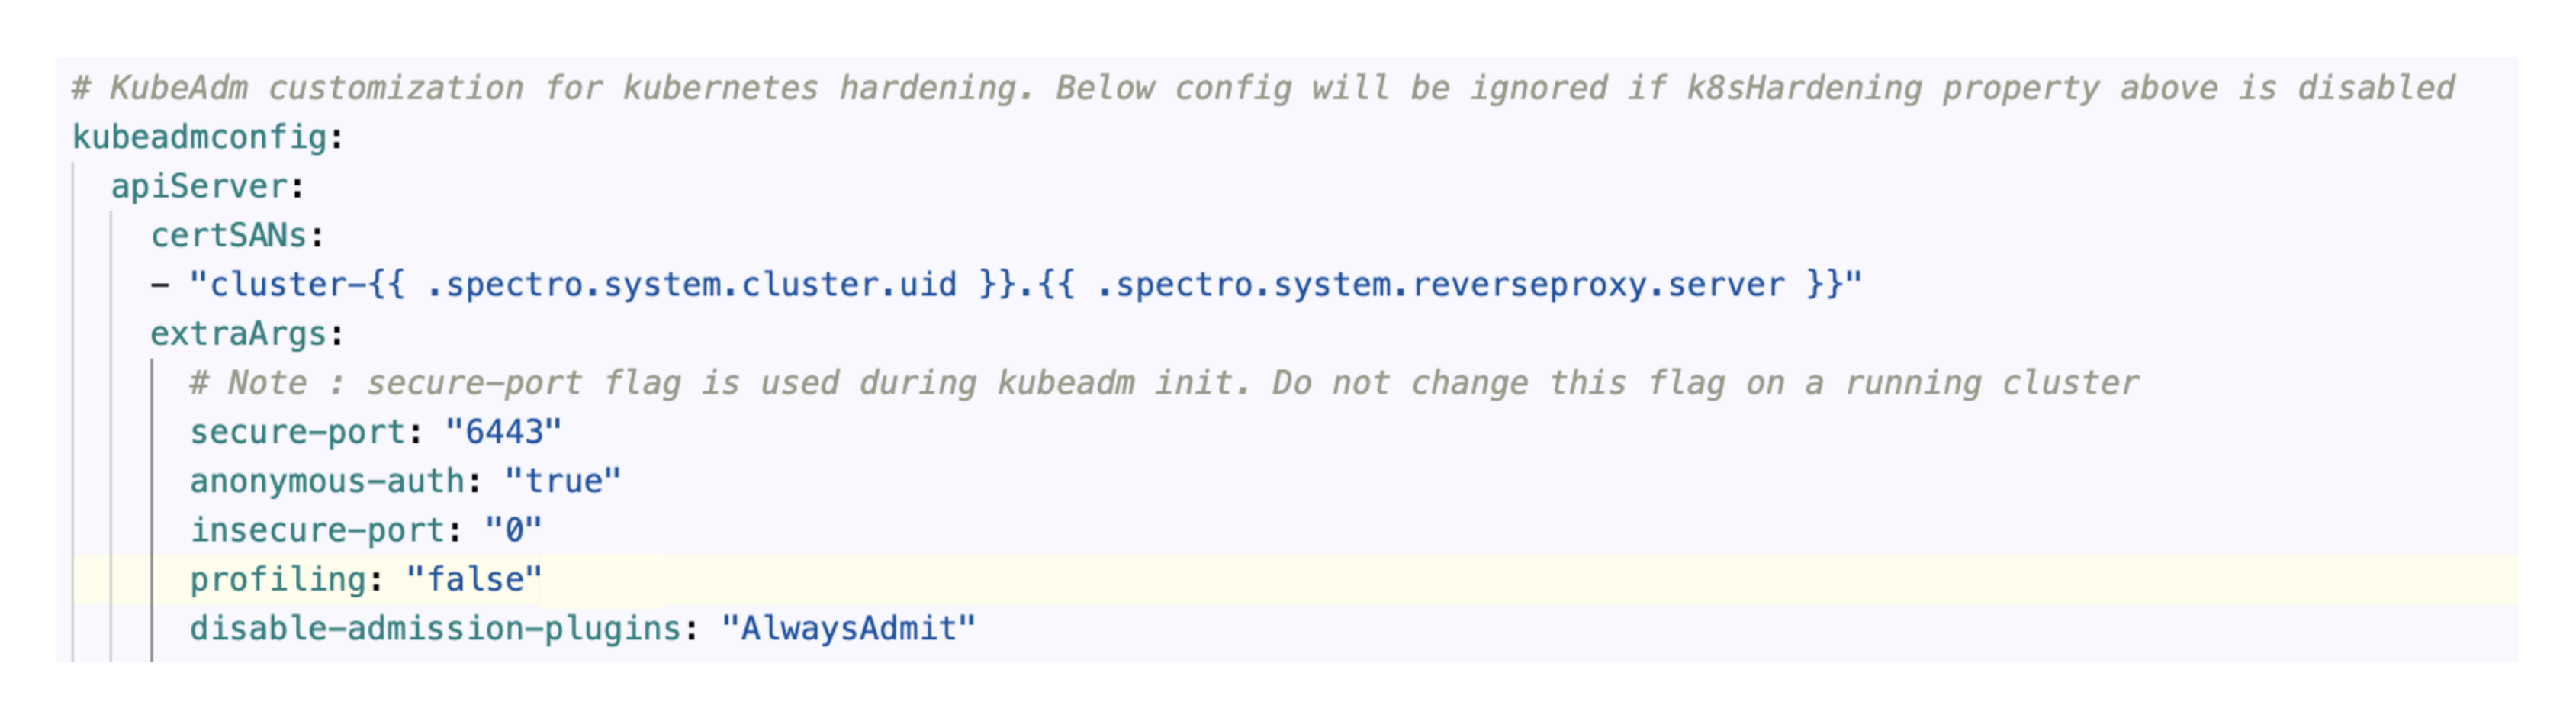 # KubeAdm customization for kubernetes hardening. Below config will be ignored if k8sHardening property above is disabled
kubeadmconfig:
  apiServer:
    certSANs:
    - "cluster-{{ .spectro.system.cluster.uid }}.{{ .spectro.system.reverseproxy.server }}"
    extraArgs:
      # Note : secure-port flag is used during kubeadm init. Do not change this flag on a running cluster
      secure-port: "6443"
      anonymous-auth: "true"
      insecure-port: "0"
      profiling: "false"
      disable-admission-plugins: "AlwaysAdmit"